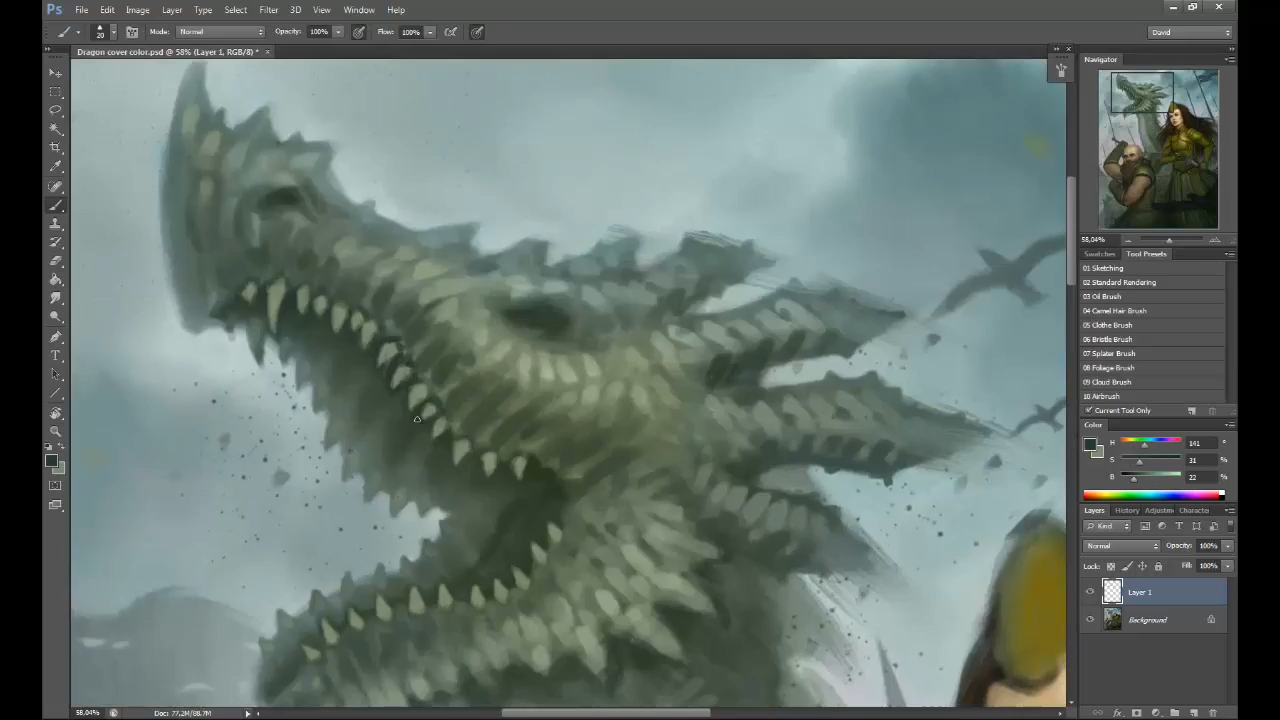 Ps File Edit Image Layer Type Select Filter 3D View Window Help
20 Mode: Normal Opacity: 100% Flow: 100% David
Dragon cover color.psd @ 58% (Layer 1, RGB/8) * ×
Navigator
58,04%
Swatches Tool Presets
01 Sketching
02 Standard Rendering
03 Oil Brush
04 Camel Hair Brush
05 Clothe Brush
06 Bristle Brush
07 Splater Brush
08 Foliage Brush
09 Cloud Brush
10 Airbrush
Current Tool Only
Color
H 141 °
S 31 %
B 22 %
Layers History Adjustm Characte
Kind
Normal Opacity: 100%
Lock: Fill: 100%
Layer 1
Background
58,04% Doc: 77,2M/88,7M